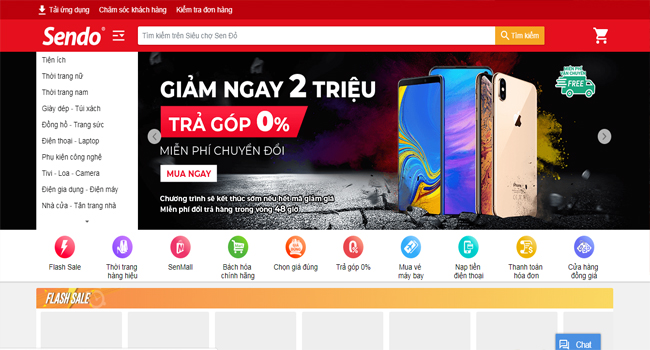 Tải ứng dụng
Chăm sóc khách hàng
Kiểm tra đơn hàng
Sendo
Tìm kiếm trên Siêu chợ Sen Đỏ
Tìm kiếm
Tiện ích
Thời trang nữ
Thời trang nam
Giày dép - Túi xách
Đồng hồ - Trang sức
Điện thoại - Laptop
Phụ kiện công nghệ
Tivi - Loa - Camera
Điện gia dụng - Điện máy
Nhà cửa - Tân trang nhà
GIẢM NGAY 2 TRIỆU
TRẢ GÓP 0%
MIỄN PHÍ CHUYỂN ĐỔI
MUA NGAY
Chương trình sẽ kết thúc sớm nếu hết mã giảm giá
Miễn phí đổi trả hàng trong vòng 48 giờ
MIỄN PHÍ
VẬN CHUYỂN
FREE
Flash Sale
Thời trang
hàng hiệu
SenMall
Bách hóa
chính hãng
Chọn giá đúng
Trả góp 0%
Mua vé
máy bay
Nạp tiền
điện thoại
Thanh toán
hóa đơn
Cửa hàng
đồng giá
FLASH SALE
Chat